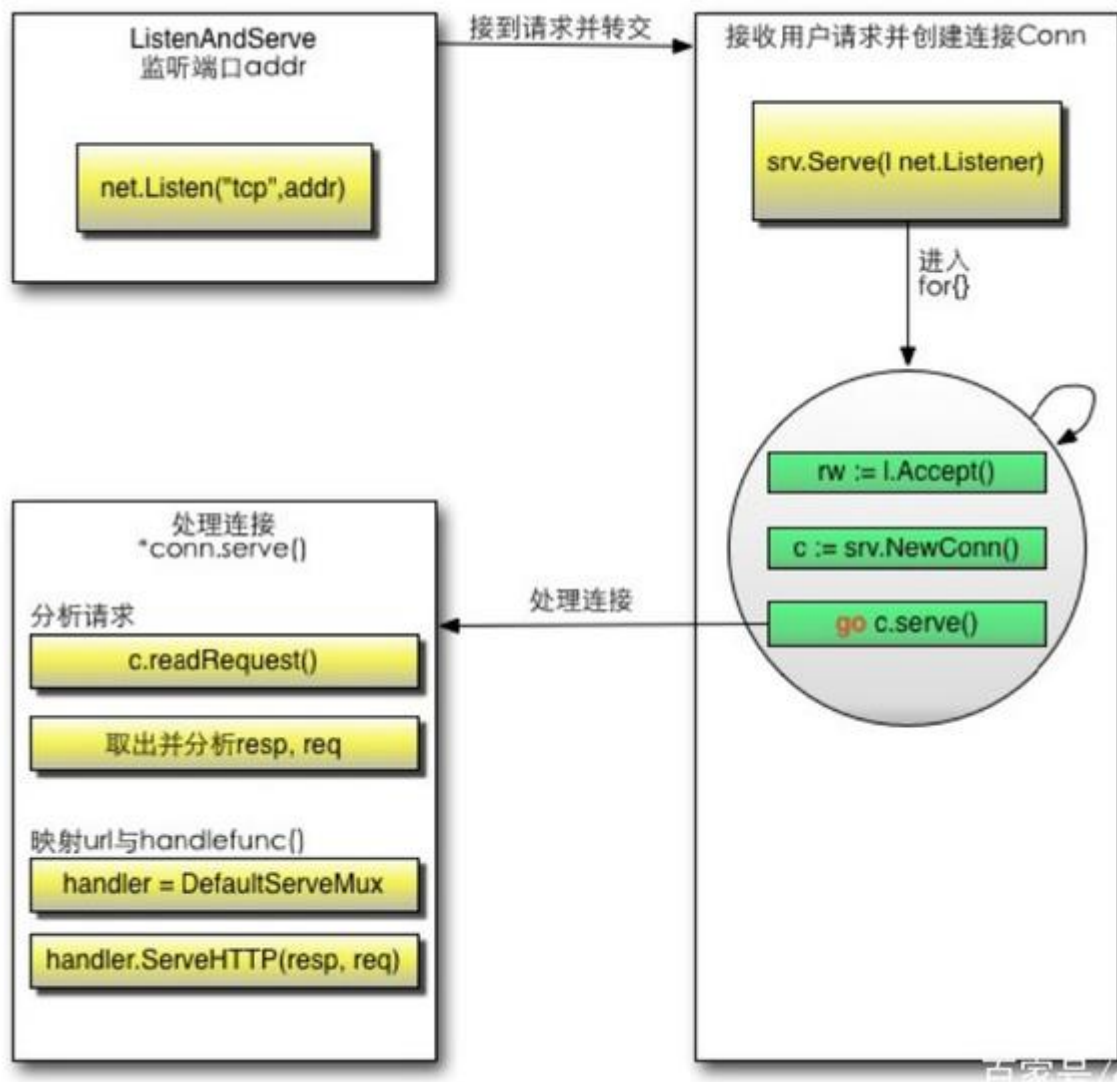 ListenAndServe
监听端口addr
net.Listen("tcp",addr)
接到请求并转交
接收用户请求并创建连接Conn
srv.Serve(l net.Listener)
进入
for{}
rw := l.Accept()
c := srv.NewConn()
go c.serve()
处理连接
处理连接
*conn.serve()
分析请求
c.readRequest()
取出并分析resp, req
映射url与handlefunc()
handler = DefaultServeMux
handler.ServeHTTP(resp, req)
百家号/